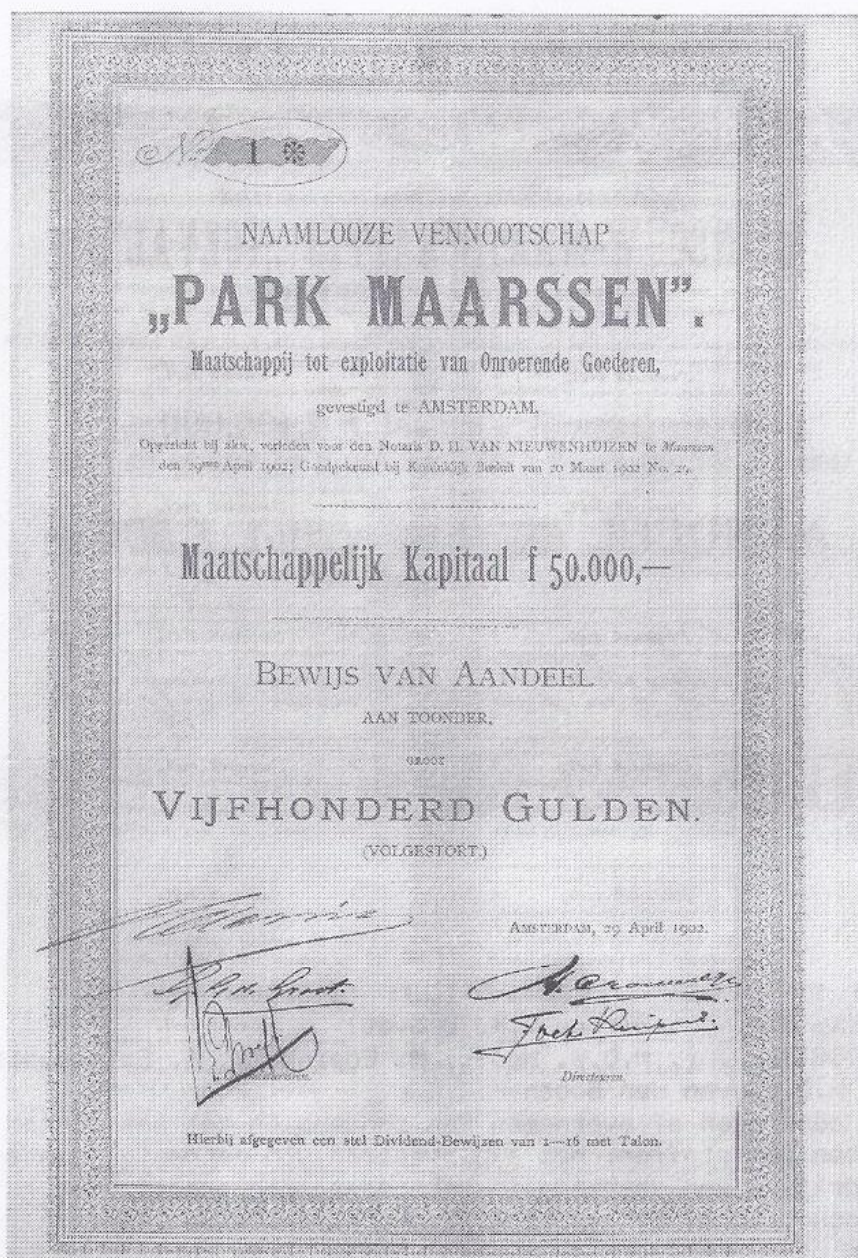 No. 1 *
NAAMLOOZE VENNOOTSCHAP
„PARK MAARSSEN”.
Maatschappij tot exploitatie van Onroerende Goederen,
gevestigd te AMSTERDAM.
Opgericht bij akte, verleden voor den Notaris D. H. VAN NIEUWENHUIZEN te Maarssen
den 29sten April 1902; Goedgekeurd bij Koninklijk Besluit van 20 Maart 1902 No.
Maatschappelijk Kapitaal f 50.000,—
BEWIJS VAN AANDEEL
AAN TOONDER,
GROOT
VIJFHONDERD GULDEN.
(VOLGESTORT.)
AMSTERDAM, 29 April 1902.
Groot.
Directeuren.
Hierbij afgegeven een stel Dividend-Bewijzen van 1—16 met Talon.